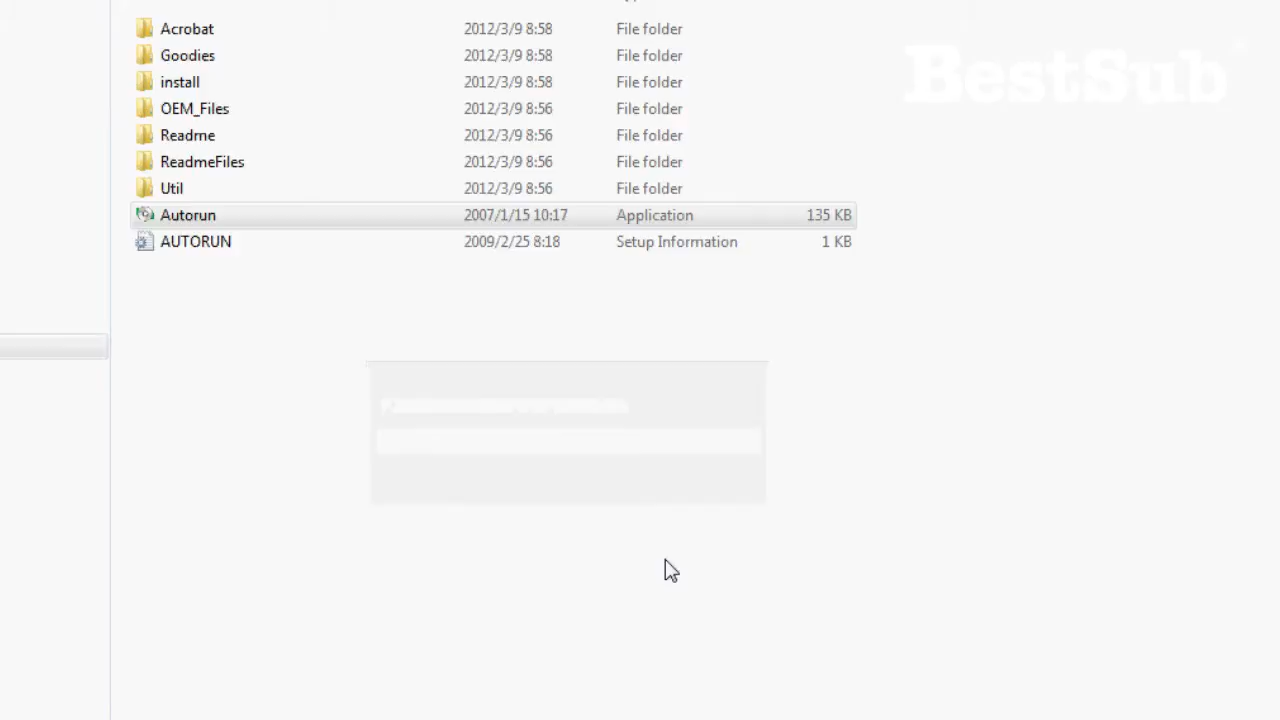 Acrobat 2012/3/9 8:58 File folder
Goodies 2012/3/9 8:58 File folder
install 2012/3/9 8:58 File folder
OEM_Files 2012/3/9 8:56 File folder
Readme 2012/3/9 8:56 File folder
ReadmeFiles 2012/3/9 8:56 File folder
Util 2012/3/9 8:56 File folder
Autorun 2007/1/15 10:17 Application 135 KB
AUTORUN 2009/2/25 8:18 Setup Information 1 KB
BestSub